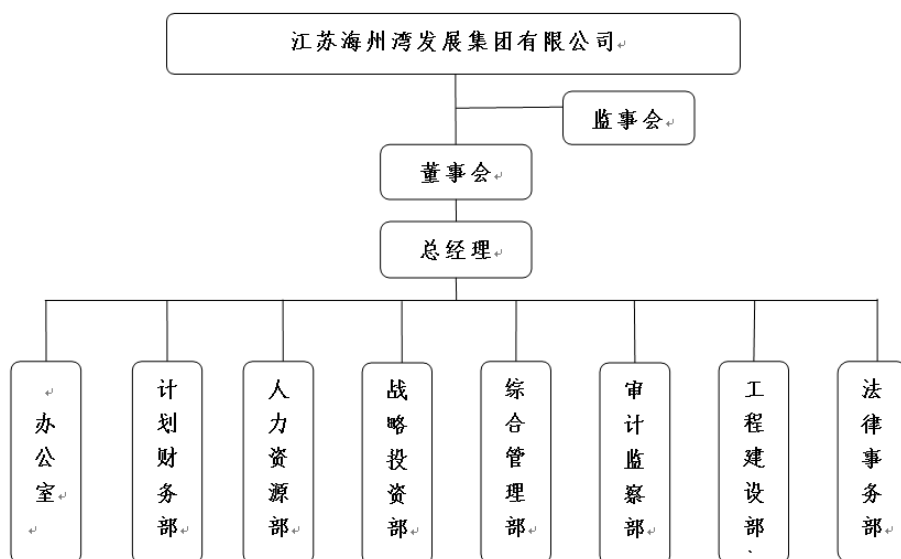 江苏海州湾发展集团有限公司
监事会
董事会
总经理
办公室
计划财务部
人力资源部
战略投资部
综合管理部
审计监察部
工程建设部
法律事务部